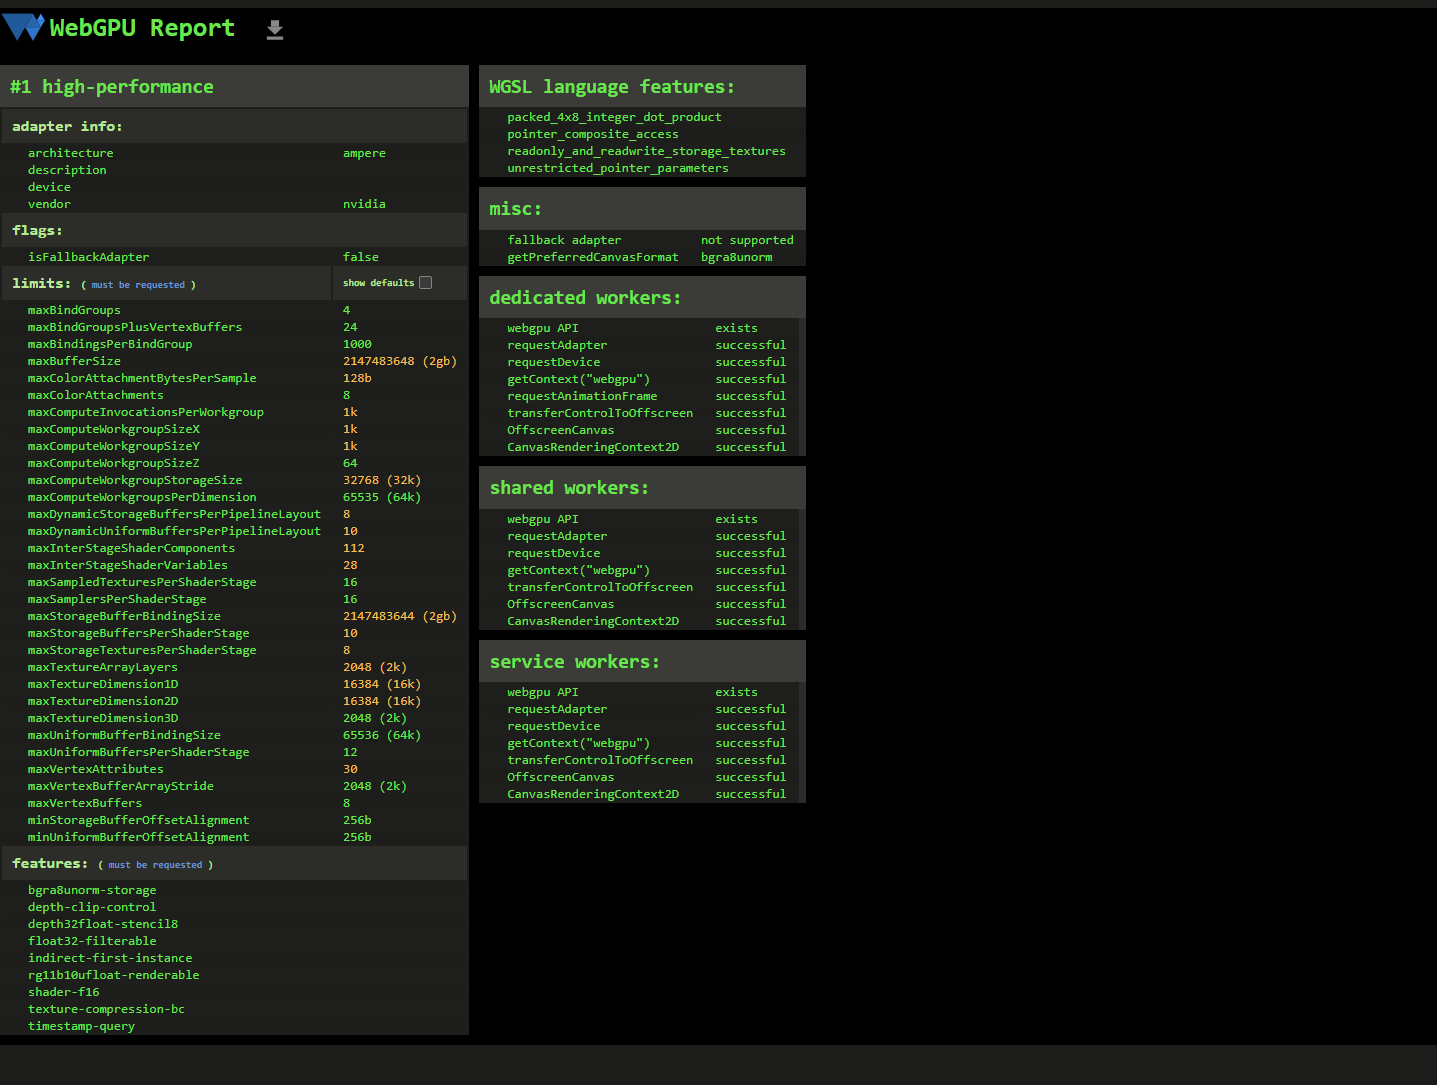 WebGPU Report
#1 high-performance
adapter info:
architecture ampere
description
device
vendor nvidia
flags:
isFallbackAdapter false
limits: ( must be requested ) show defaults
maxBindGroups 4
maxBindGroupsPlusVertexBuffers 24
maxBindingsPerBindGroup 1000
maxBufferSize 2147483648 (2gb)
maxColorAttachmentBytesPerSample 128b
maxColorAttachments 8
maxComputeInvocationsPerWorkgroup 1k
maxComputeWorkgroupSizeX 1k
maxComputeWorkgroupSizeY 1k
maxComputeWorkgroupSizeZ 64
maxComputeWorkgroupStorageSize 32768 (32k)
maxComputeWorkgroupsPerDimension 65535 (64k)
maxDynamicStorageBuffersPerPipelineLayout 8
maxDynamicUniformBuffersPerPipelineLayout 10
maxInterStageShaderComponents 112
maxInterStageShaderVariables 28
maxSampledTexturesPerShaderStage 16
maxSamplersPerShaderStage 16
maxStorageBufferBindingSize 2147483644 (2gb)
maxStorageBuffersPerShaderStage 10
maxStorageTexturesPerShaderStage 8
maxTextureArrayLayers 2048 (2k)
maxTextureDimension1D 16384 (16k)
maxTextureDimension2D 16384 (16k)
maxTextureDimension3D 2048 (2k)
maxUniformBufferBindingSize 65536 (64k)
maxUniformBuffersPerShaderStage 12
maxVertexAttributes 30
maxVertexBufferArrayStride 2048 (2k)
maxVertexBuffers 8
minStorageBufferOffsetAlignment 256b
minUniformBufferOffsetAlignment 256b
features: ( must be requested )
bgra8unorm-storage
depth-clip-control
depth32float-stencil8
float32-filterable
indirect-first-instance
rg11b10ufloat-renderable
shader-f16
texture-compression-bc
timestamp-query
WGSL language features:
packed_4x8_integer_dot_product
pointer_composite_access
readonly_and_readwrite_storage_textures
unrestricted_pointer_parameters
misc:
fallback adapter not supported
getPreferredCanvasFormat bgra8unorm
dedicated workers:
webgpu API exists
requestAdapter successful
requestDevice successful
getContext("webgpu") successful
requestAnimationFrame successful
transferControlToOffscreen successful
OffscreenCanvas successful
CanvasRenderingContext2D successful
shared workers:
webgpu API exists
requestAdapter successful
requestDevice successful
getContext("webgpu") successful
transferControlToOffscreen successful
OffscreenCanvas successful
CanvasRenderingContext2D successful
service workers:
webgpu API exists
requestAdapter successful
requestDevice successful
getContext("webgpu") successful
transferControlToOffscreen successful
OffscreenCanvas successful
CanvasRenderingContext2D successful